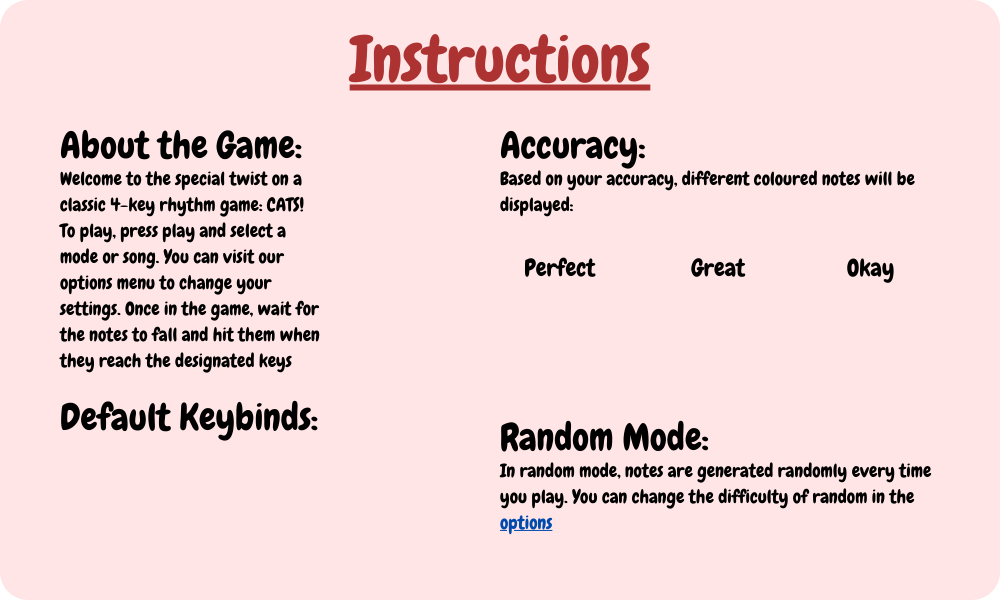 Instructions
About the Game:
Welcome to the special twist on a
classic 4-key rhythm game: CATS!
To play, press play and select a
mode or song. You can visit our
options menu to change your
settings. Once in the game, wait for
the notes to fall and hit them when
they reach the designated keys
Default Keybinds:
Accuracy:
Based on your accuracy, different coloured notes will be
displayed:
Perfect Great Okay
Random Mode:
In random mode, notes are generated randomly every time
you play. You can change the difficulty of random in the
options